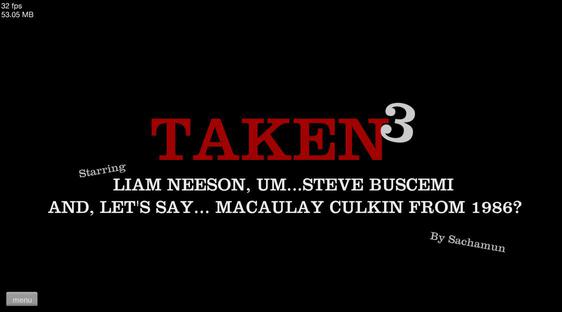 32 fps
53.05 MB
TAKEN3
Starring
LIAM NEESON, UM...STEVE BUSCEMI
AND, LET'S SAY... MACAULAY CULKIN FROM 1986?
By Sachamun
menu